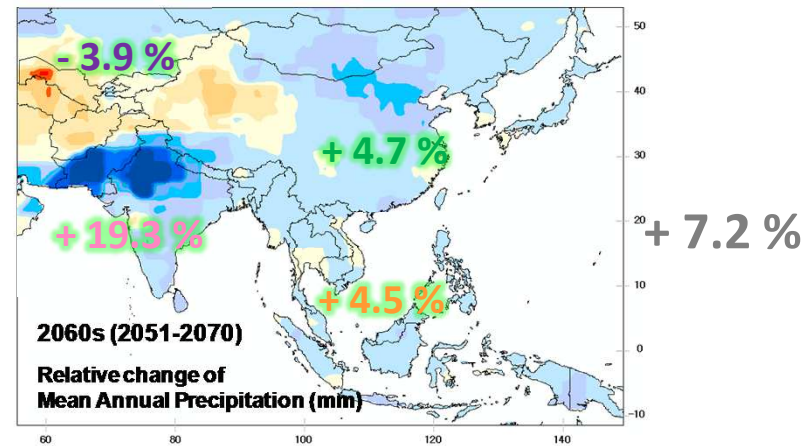 - 3.9 %
+ 4.7 %
+ 19.3 %
+ 7.2 %
+ 4.5 %
2060s (2051-2070)
Relative change of
Mean Annual Precipitation (mm)
50
40
30
20
10
0
-10
60
80
100
120
140